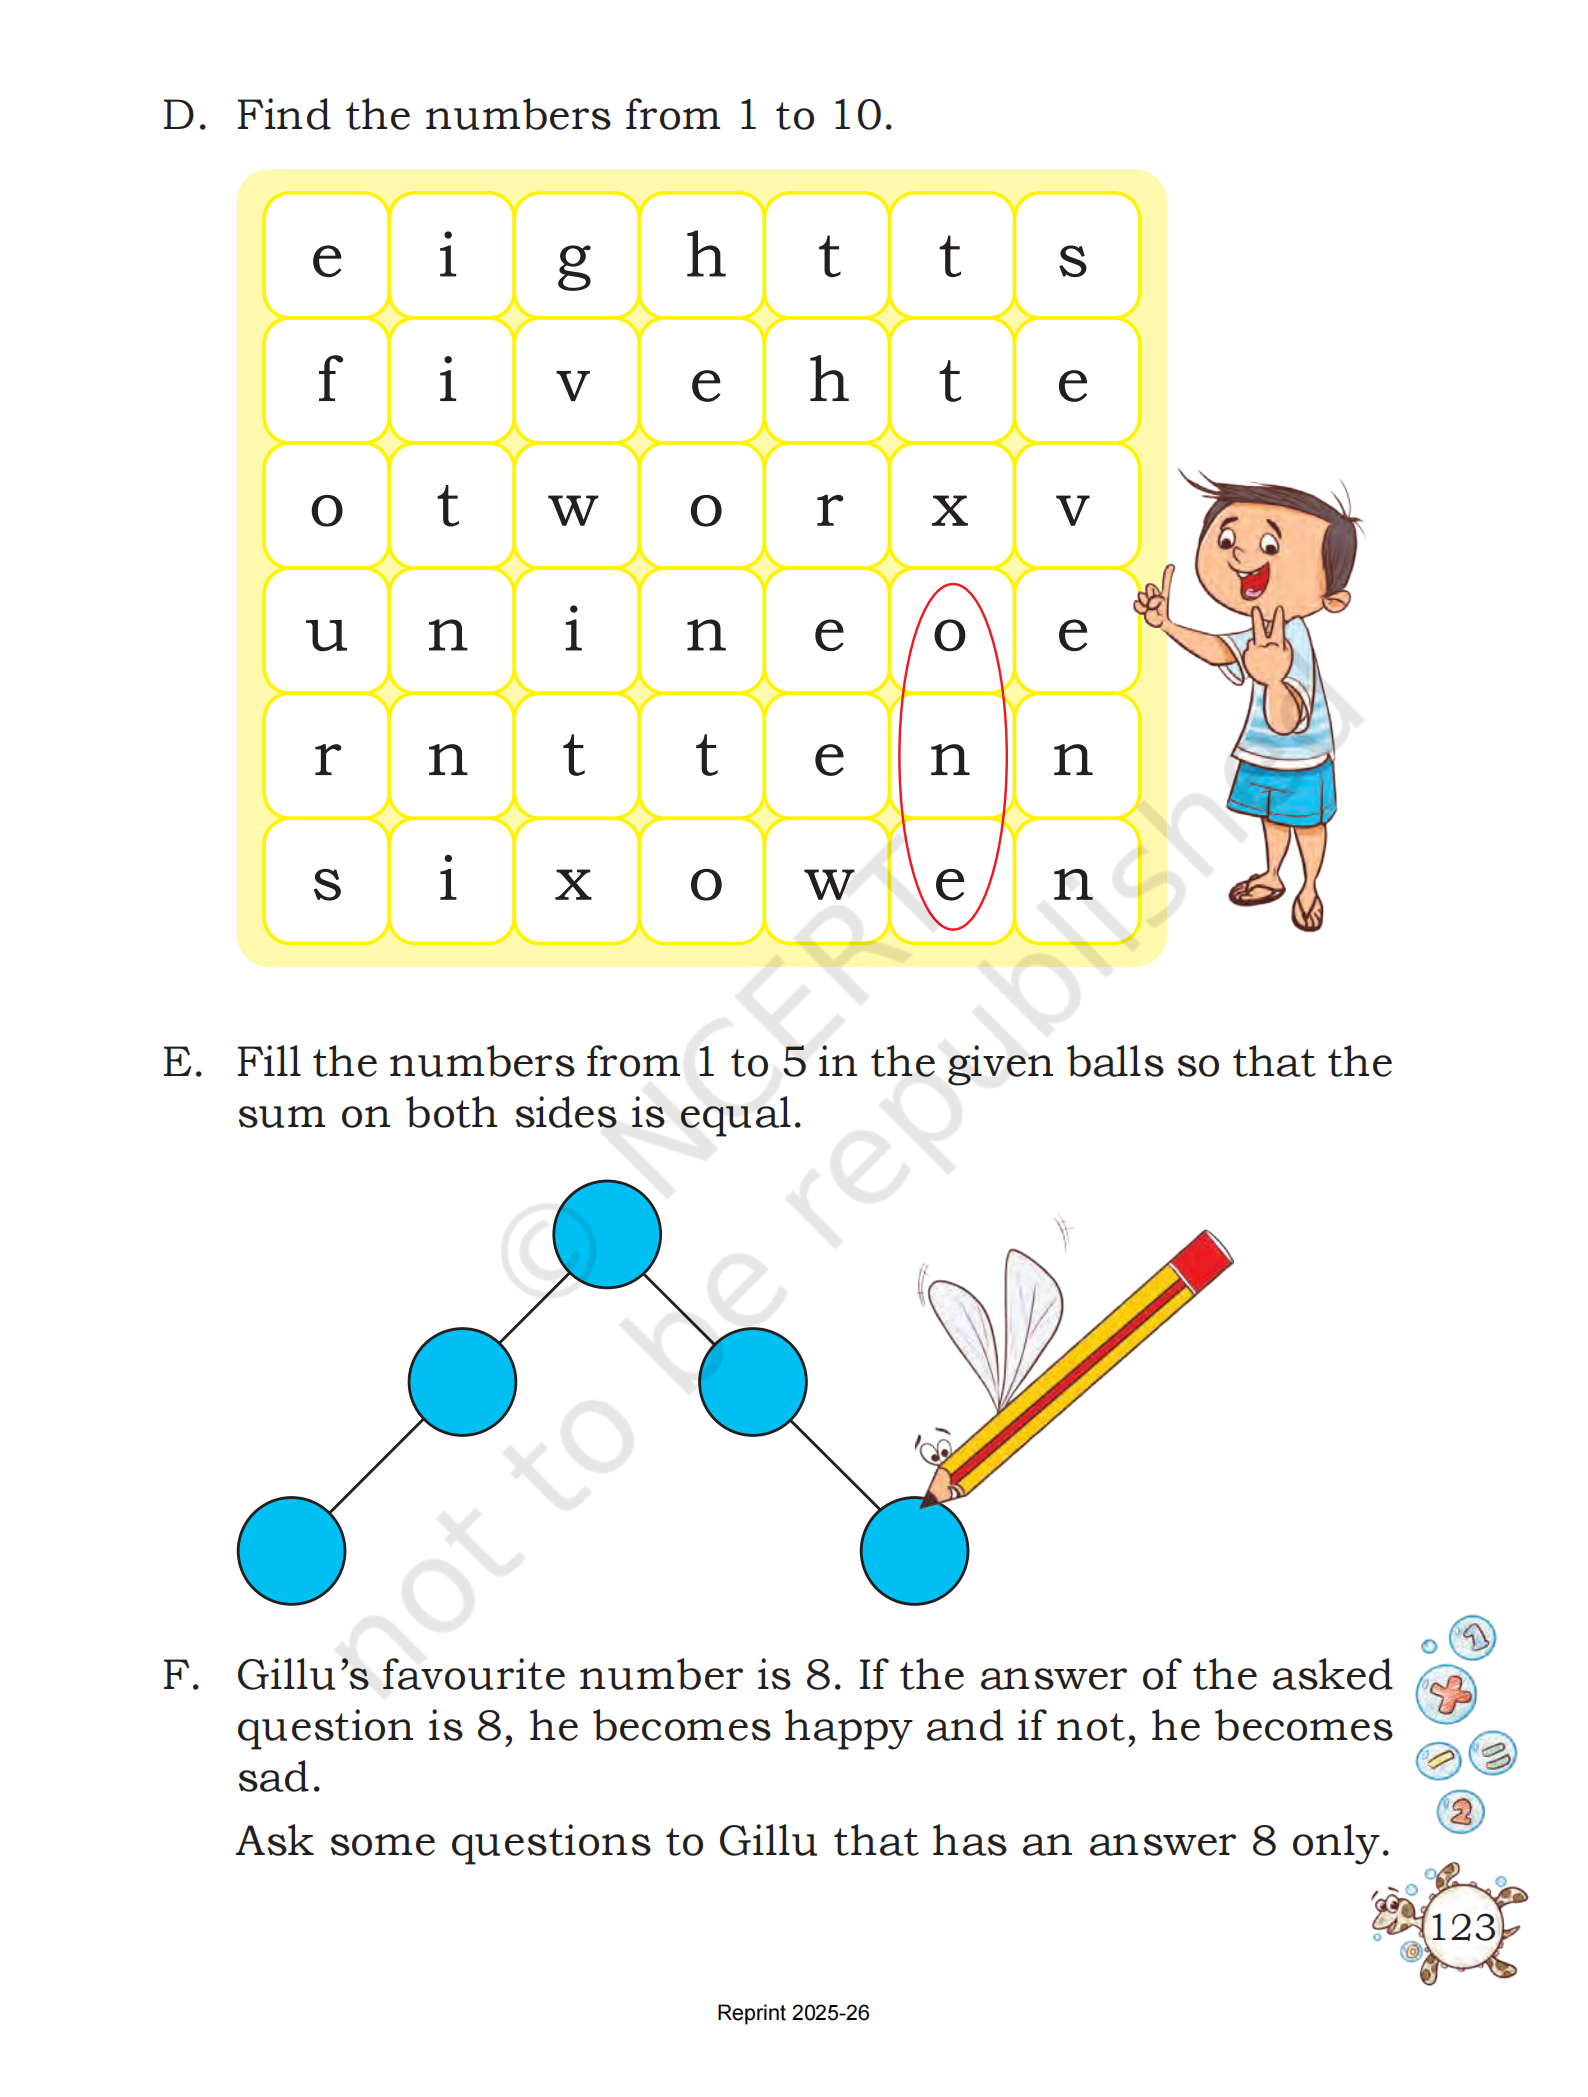 D. Find the numbers from 1 to 10.
e i g h t t s
f i v e h t e
o t w o r x v
u n i n e o e
r n t t e n n
s i x o w e n
E. Fill the numbers from 1 to 5 in the given balls so that the
sum on both sides is equal.
F. Gillu’s favourite number is 8. If the answer of the asked
question is 8, he becomes happy and if not, he becomes
sad.
Ask some questions to Gillu that has an answer 8 only.
1
+
– =
2
123
Reprint 2025-26
© NCERT
not to be republished